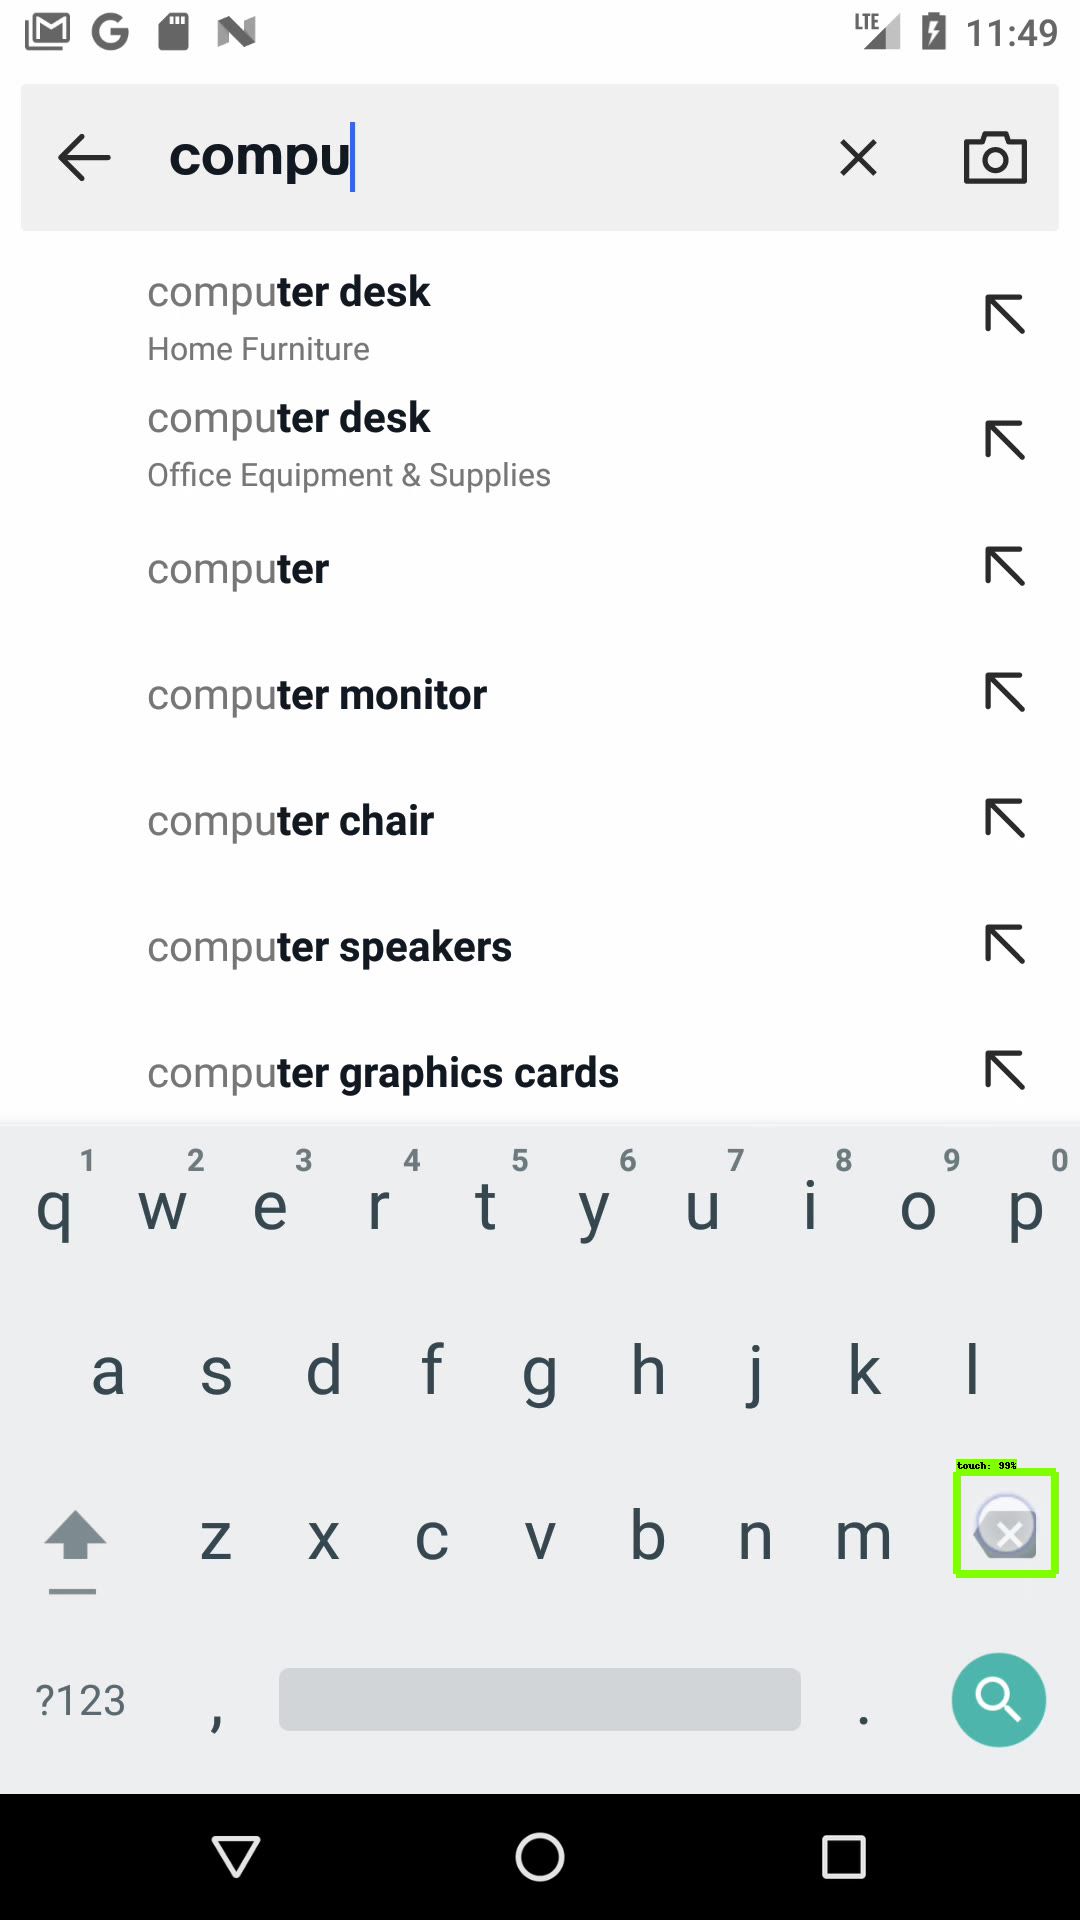 LTE 11:49
compu
computer desk
Home Furniture
computer desk
Office Equipment & Supplies
computer
computer monitor
computer chair
computer speakers
computer graphics cards
1 2 3 4 5 6 7 8 9 0
q w e r t y u i o p
a s d f g h j k l
touch: 99%
z x c v b n m
?123 , .